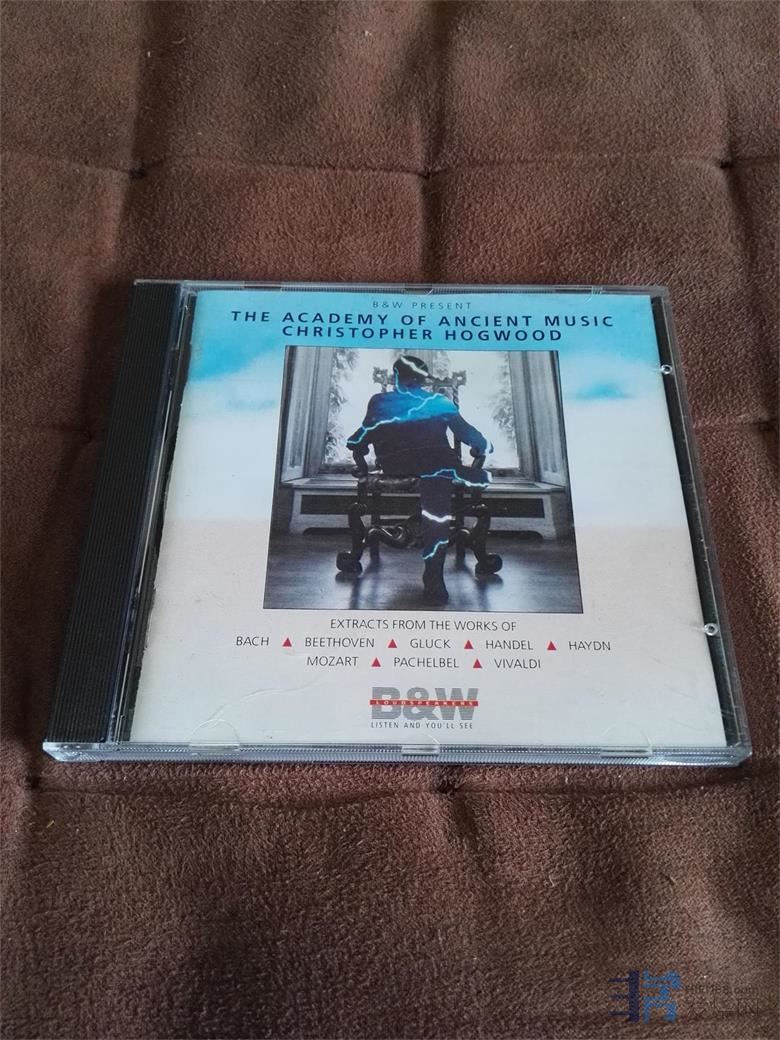 B&W PRESENT
THE ACADEMY OF ANCIENT MUSIC
CHRISTOPHER HOGWOOD
EXTRACTS FROM THE WORKS OF
BACH ▲ BEETHOVEN ▲ GLUCK ▲ HANDEL ▲ HAYDN
MOZART ▲ PACHELBEL ▲ VIVALDI
B&W
LOUDSPEAKERS
LISTEN AND YOU'LL SEE